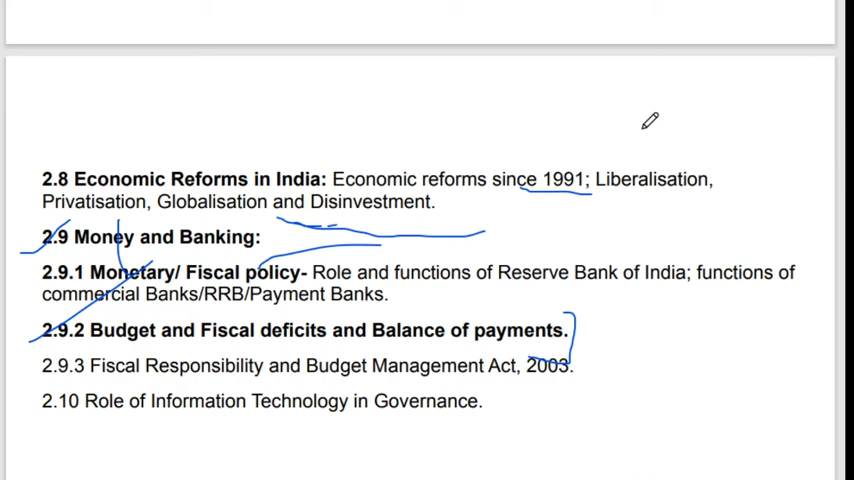 2.8 Economic Reforms in India: Economic reforms since 1991; Liberalisation,
Privatisation, Globalisation and Disinvestment.
2.9 Money and Banking:
2.9.1 Monetary/ Fiscal policy- Role and functions of Reserve Bank of India; functions of
commercial Banks/RRB/Payment Banks.
2.9.2 Budget and Fiscal deficits and Balance of payments.
2.9.3 Fiscal Responsibility and Budget Management Act, 2003.
2.10 Role of Information Technology in Governance.